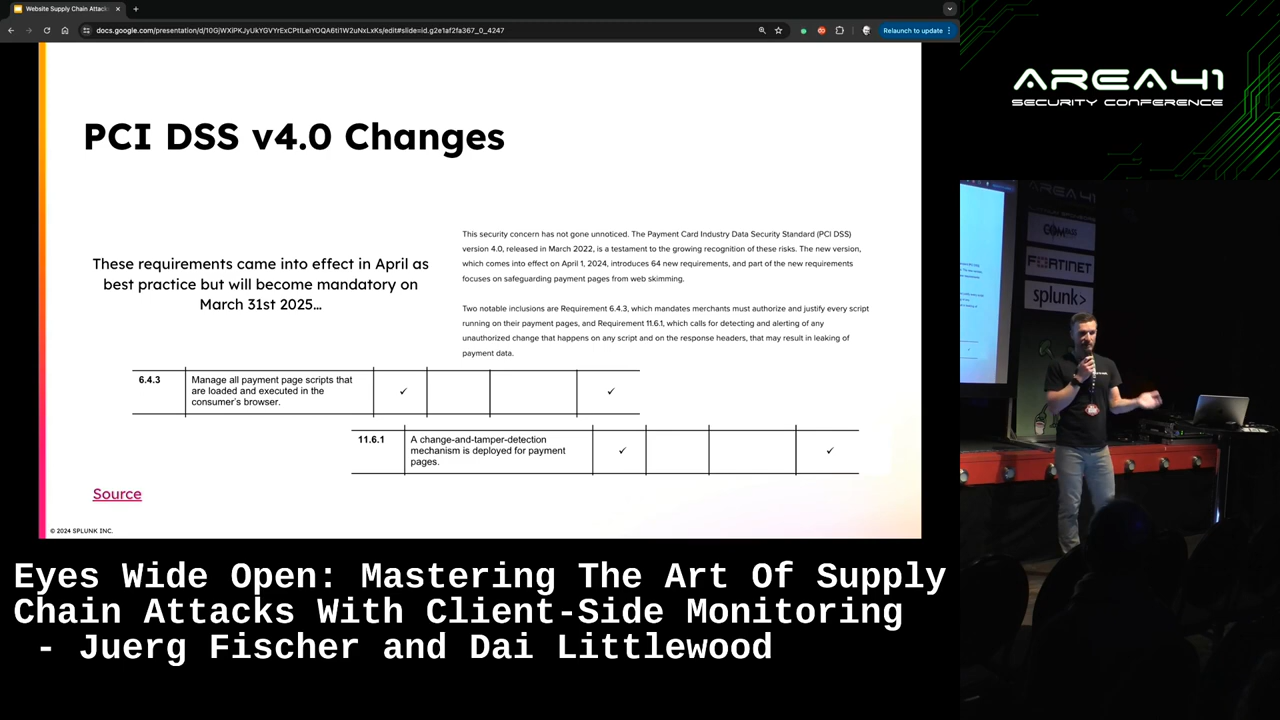 Website Supply Chain Attack
docs.google.com/presentation/d/10GjWXIPKJyUkYGVYrExCPtILeiYOQA6ti1W2uNxLxKs/edit#slide=id.g2e1af2fa367_0_4247
Relaunch to update
AREA41
SECURITY CONFERENCE
PCI DSS v4.0 Changes
These requirements came into effect in April as
best practice but will become mandatory on
March 31st 2025...
This security concern has not gone unnoticed. The Payment Card Industry Data Security Standard (PCI DSS)
version 4.0, released in March 2022, is a testament to the growing recognition of these risks. The new version,
which comes into effect on April 1, 2024, introduces 64 new requirements, and part of the new requirements
focuses on safeguarding payment pages from web skimming.
Two notable inclusions are Requirement 6.4.3, which mandates merchants must authorize and justify every script
running on their payment pages, and Requirement 11.6.1, which calls for detecting and alerting of any
unauthorized change that happens on any script and on the response headers, that may result in leaking of
payment data.
6.4.3 Manage all payment page scripts that
are loaded and executed in the
consumer's browser.
✓ ✓
11.6.1 A change-and-tamper-detection
mechanism is deployed for payment
pages.
✓ ✓
Source
© 2024 SPLUNK INC.
AREA41
FORTINET
splunk>
Eyes Wide Open: Mastering The Art Of Supply
Chain Attacks With Client-Side Monitoring
- Juerg Fischer and Dai Littlewood